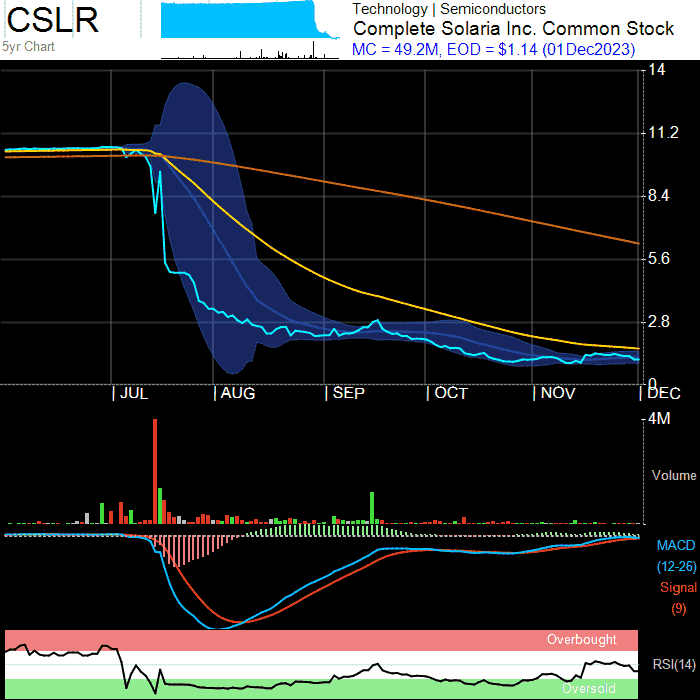 CSLR
5yr Chart
Technology | Semiconductors
Complete Solaria Inc. Common Stock
MC = 49.2M, EOD = $1.14 (01Dec2023)
14
11.2
8.4
5.6
2.8
0
JUL
AUG
SEP
OCT
NOV
DEC
4M
Volume
MACD
(12-26)
Signal
(9)
Overbought
RSI(14)
Oversold